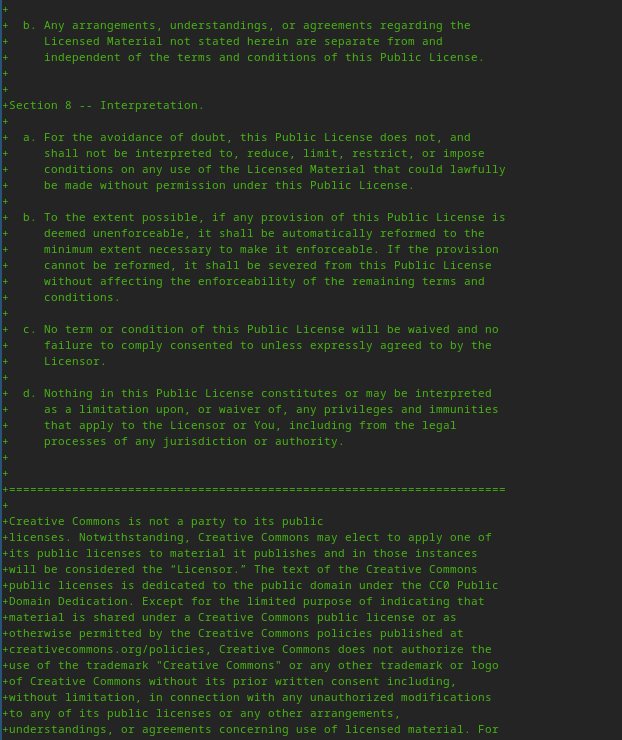 +
+  b. Any arrangements, understandings, or agreements regarding the
+     Licensed Material not stated herein are separate from and
+     independent of the terms and conditions of this Public License.
+
+
+Section 8 -- Interpretation.
+
+  a. For the avoidance of doubt, this Public License does not, and
+     shall not be interpreted to, reduce, limit, restrict, or impose
+     conditions on any use of the Licensed Material that could lawfully
+     be made without permission under this Public License.
+
+  b. To the extent possible, if any provision of this Public License is
+     deemed unenforceable, it shall be automatically reformed to the
+     minimum extent necessary to make it enforceable. If the provision
+     cannot be reformed, it shall be severed from this Public License
+     without affecting the enforceability of the remaining terms and
+     conditions.
+
+  c. No term or condition of this Public License will be waived and no
+     failure to comply consented to unless expressly agreed to by the
+     Licensor.
+
+  d. Nothing in this Public License constitutes or may be interpreted
+     as a limitation upon, or waiver of, any privileges and immunities
+     that apply to the Licensor or You, including from the legal
+     processes of any jurisdiction or authority.
+
+
+=======================================================================
+
+Creative Commons is not a party to its public
+licenses. Notwithstanding, Creative Commons may elect to apply one of
+its public licenses to material it publishes and in those instances
+will be considered the “Licensor.” The text of the Creative Commons
+public licenses is dedicated to the public domain under the CC0 Public
+Domain Dedication. Except for the limited purpose of indicating that
+material is shared under a Creative Commons public license or as
+otherwise permitted by the Creative Commons policies published at
+creativecommons.org/policies, Creative Commons does not authorize the
+use of the trademark "Creative Commons" or any other trademark or logo
+of Creative Commons without its prior written consent including,
+without limitation, in connection with any unauthorized modifications
+to any of its public licenses or any other arrangements,
+understandings, or agreements concerning use of licensed material. For